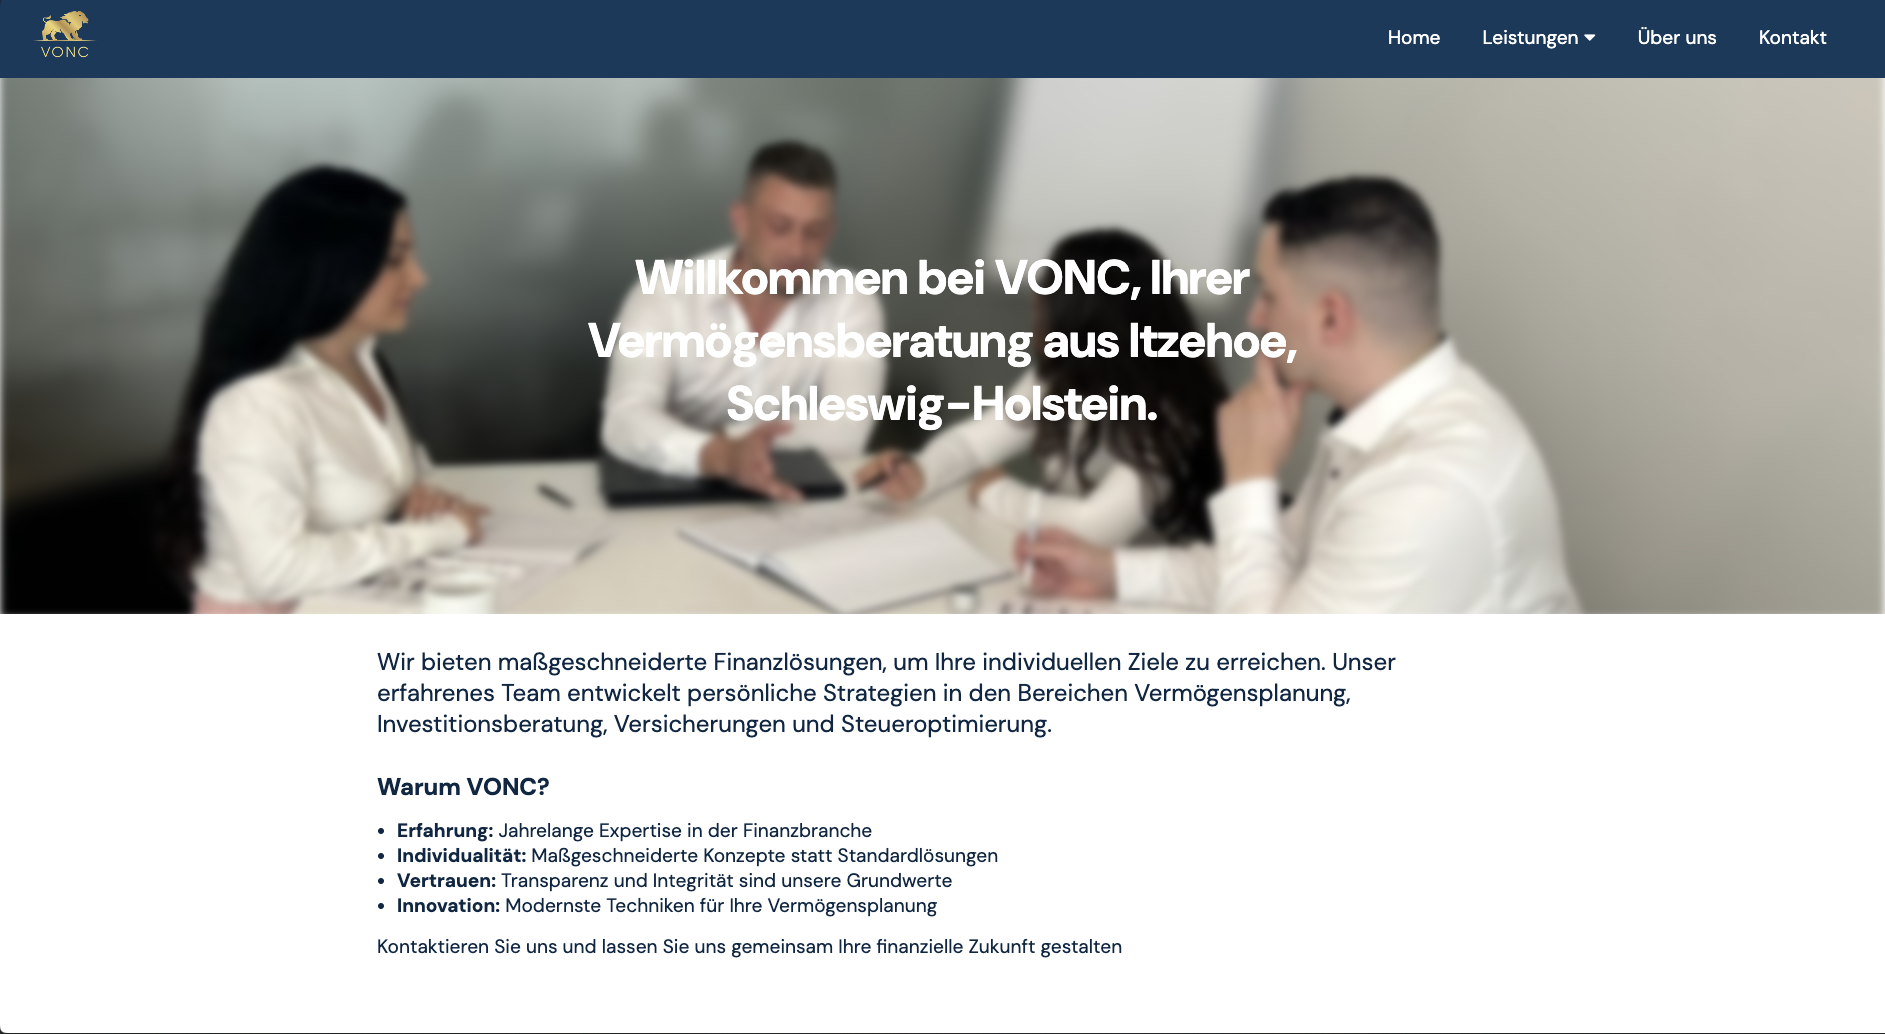 VONC
Home
Leistungen
Über uns
Kontakt
Willkommen bei VONC, Ihrer
Vermögensberatung aus Itzehoe,
Schleswig-Holstein.
Wir bieten maßgeschneiderte Finanzlösungen, um Ihre individuellen Ziele zu erreichen. Unser
erfahrenes Team entwickelt persönliche Strategien in den Bereichen Vermögensplanung,
Investitionsberatung, Versicherungen und Steueroptimierung.
Warum VONC?
• Erfahrung: Jahrelange Expertise in der Finanzbranche
• Individualität: Maßgeschneiderte Konzepte statt Standardlösungen
• Vertrauen: Transparenz und Integrität sind unsere Grundwerte
• Innovation: Modernste Techniken für Ihre Vermögensplanung
Kontaktieren Sie uns und lassen Sie uns gemeinsam Ihre finanzielle Zukunft gestalten